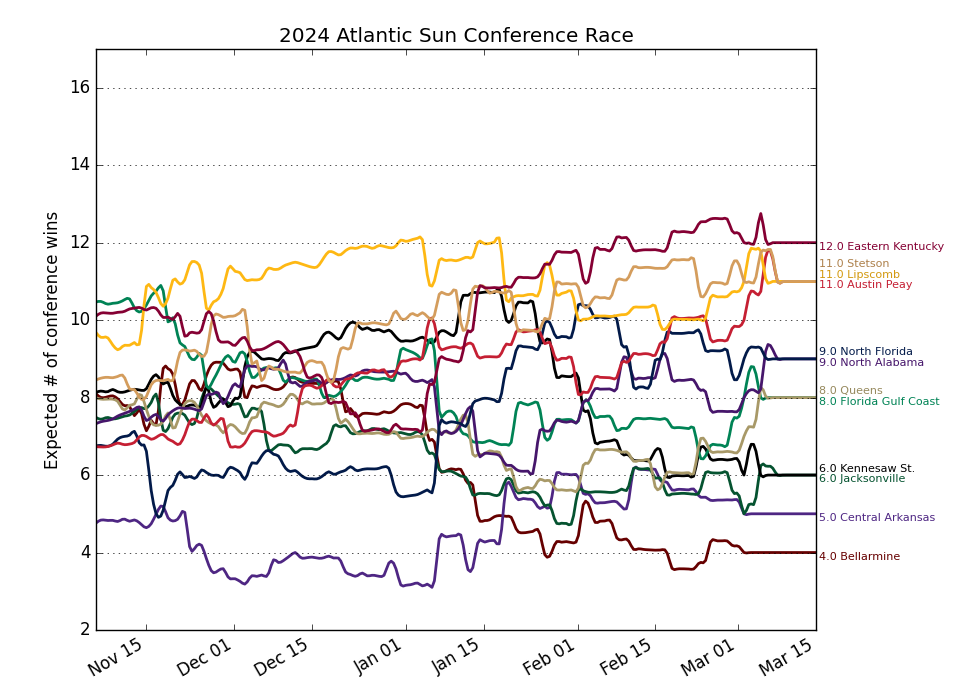 2024 Atlantic Sun Conference Race
Expected # of conference wins
16
14
12
10
8
6
4
2
Nov 15
Dec 01
Dec 15
Jan 01
Jan 15
Feb 01
Feb 15
Mar 01
Mar 15
12.0 Eastern Kentucky
11.0 Stetson
11.0 Lipscomb
11.0 Austin Peay
9.0 North Florida
9.0 North Alabama
8.0 Queens
8.0 Florida Gulf Coast
6.0 Kennesaw St.
6.0 Jacksonville
5.0 Central Arkansas
4.0 Bellarmine